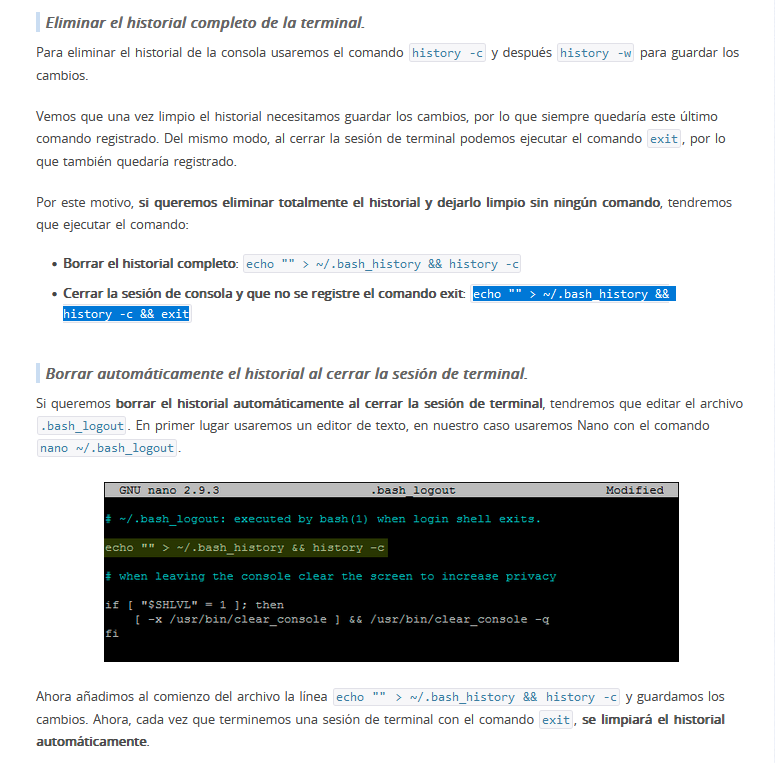 Eliminar el historial completo de la terminal.
Para eliminar el historial de la consola usaremos el comando history -c y después history -w para guardar los
cambios.
Vemos que una vez limpio el historial necesitamos guardar los cambios, por lo que siempre quedaría este último
comando registrado. Del mismo modo, al cerrar la sesión de terminal podemos ejecutar el comando exit, por lo
que también quedaría registrado.
Por este motivo, si queremos eliminar totalmente el historial y dejarlo limpio sin ningún comando, tendremos
que ejecutar el comando:
• Borrar el historial completo: echo "" > ~/.bash_history && history -c
• Cerrar la sesión de consola y que no se registre el comando exit: echo "" > ~/.bash_history &&
history -c && exit
Borrar automáticamente el historial al cerrar la sesión de terminal.
Si queremos borrar el historial automáticamente al cerrar la sesión de terminal, tendremos que editar el archivo
.bash_logout. En primer lugar usaremos un editor de texto, en nuestro caso usaremos Nano con el comando
nano ~/.bash_logout.
GNU nano 2.9.3 .bash_logout Modified
# ~/.bash_logout: executed by bash(1) when login shell exits.
echo "" > ~/.bash_history && history -c
# when leaving the console clear the screen to increase privacy
if [ "$SHLVL" = 1 ]; then
[ -x /usr/bin/clear_console ] && /usr/bin/clear_console -q
fi
Ahora añadimos al comienzo del archivo la línea echo "" > ~/.bash_history && history -c y guardamos los
cambios. Ahora, cada vez que terminemos una sesión de terminal con el comando exit, se limpiará el historial
automáticamente.